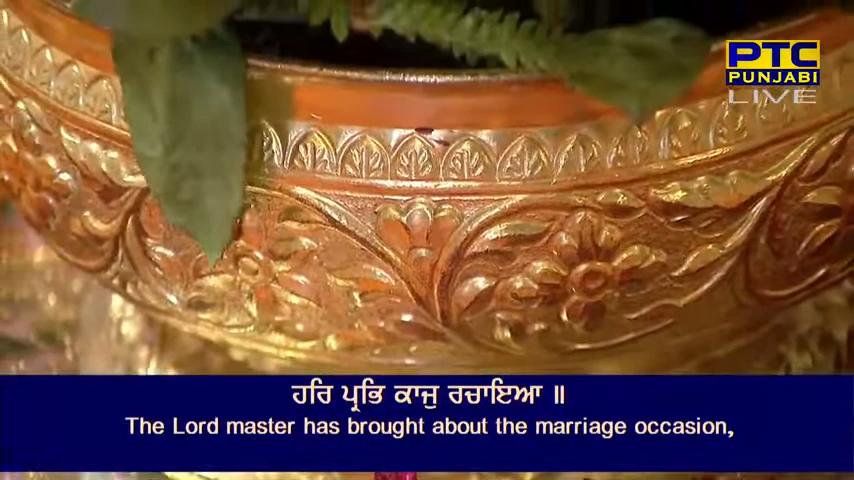 PTC
PUNJABI
LIVE
ਹਰਿ ਪ੍ਰਭਿ ਕਾਜੁ ਰਚਾਇਆ ॥
The Lord master has brought about the marriage occasion,